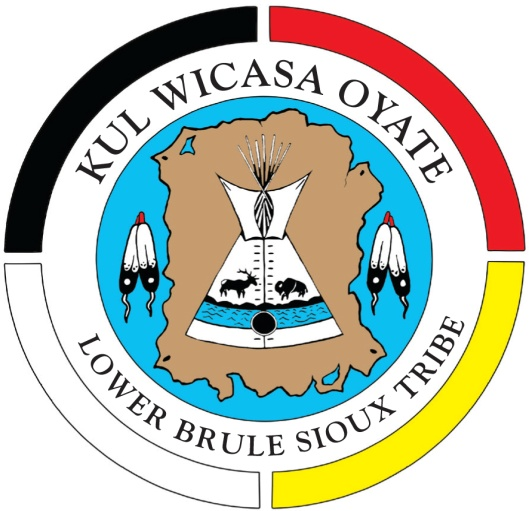 KUL WICASA OYATE
LOWER BRULE SIOUX TRIBE